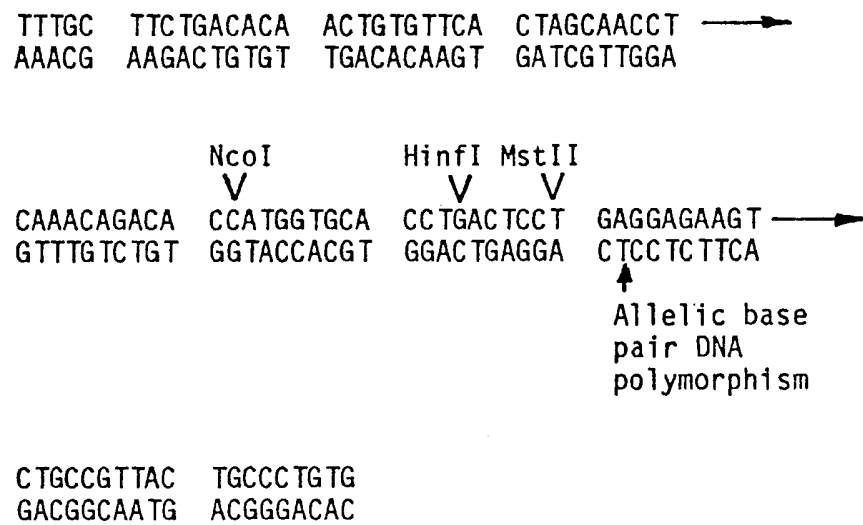 TTTGC TTCTGACACA ACTGTGTTCA CTAGCAACCT
AAACG AAGACTGTGT TGACACAAGT GATCGTTGGA
NcoI HinfI MstII
CAAACAGACA CCATGGTGCA CCTGACTCCT GAGGAGAAGT
GTTTGTCTGT GGTACCACGT GGACTGAGGA CTCCTCTTCA
Allelic base
pair DNA
polymorphism
CTGCCGTTAC TGCCCTGTG
GACGGCAATG ACGGGACAC